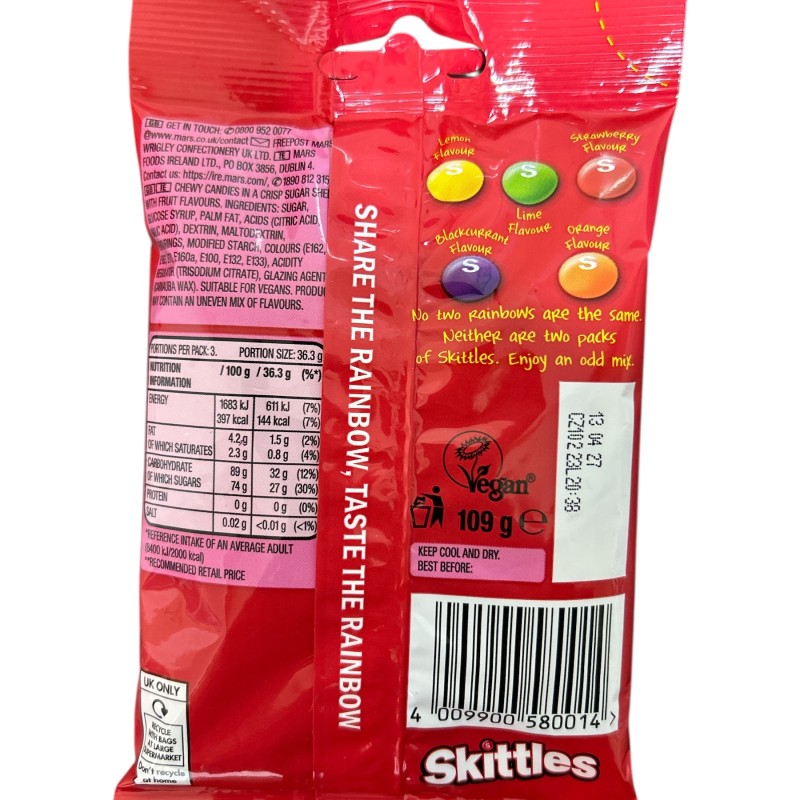 GB GET IN TOUCH: 0800 952 0077
@www.mars.co.uk/contact FREEPOST MARS
WRIGLEY CONFECTIONERY UK LTD. IE MARS
FOODS IRELAND LTD., PO BOX 3856, DUBLIN 4.
Contact us: https://ire.mars.com/, 1890 812 315
GB IE CHEWY CANDIES IN A CRISP SUGAR SHELL
WITH FRUIT FLAVOURS. INGREDIENTS: SUGAR,
GLUCOSE SYRUP, PALM FAT, ACIDS (CITRIC ACID,
ACID), DEXTRIN, MALTODEXTRIN,
MODIFIED STARCH, COLOURS (E162,
E160a, E100, E132, E133), ACIDITY
(TRISODIUM CITRATE), GLAZING AGENT
WAX). SUITABLE FOR VEGANS. PRODUCT
MAY CONTAIN AN UNEVEN MIX OF FLAVOURS.
PORTIONS PER PACK: 3. PORTION SIZE: 36.3 g
NUTRITION INFORMATION /100 g /36.3 g (%*)
ENERGY 1683 kJ 611 kJ (7%)
397 kcal 144 kcal (7%)
FAT 4.2 g 1.5 g (2%)
OF WHICH SATURATES 2.3 g 0.8 g (4%)
CARBOHYDRATE 89 g 32 g (12%)
OF WHICH SUGARS 74 g 27 g (30%)
PROTEIN 0 g 0 g (0%)
SALT 0.02 g <0.01 g (<1%)
*REFERENCE INTAKE OF AN AVERAGE ADULT
(8400 kJ/2000 kcal)
**RECOMMENDED RETAIL PRICE
UK ONLY
RECYCLE
WITH BAGS
AT LARGE
SUPERMARKET
Don't recycle
at home
SHARE THE RAINBOW, TASTE THE RAINBOW
Lemon
Flavour
Strawberry
Flavour
S
S
S
Lime
Flavour
Blackcurrant
Flavour
Orange
Flavour
S
S
No two rainbows are the same.
Neither are two packs
of Skittles. Enjoy an odd mix.
13 04 27
CZ102 23L 20:38
Vegan®
109 g e
KEEP COOL AND DRY.
BEST BEFORE:
4 009900 580014 >
Skittles